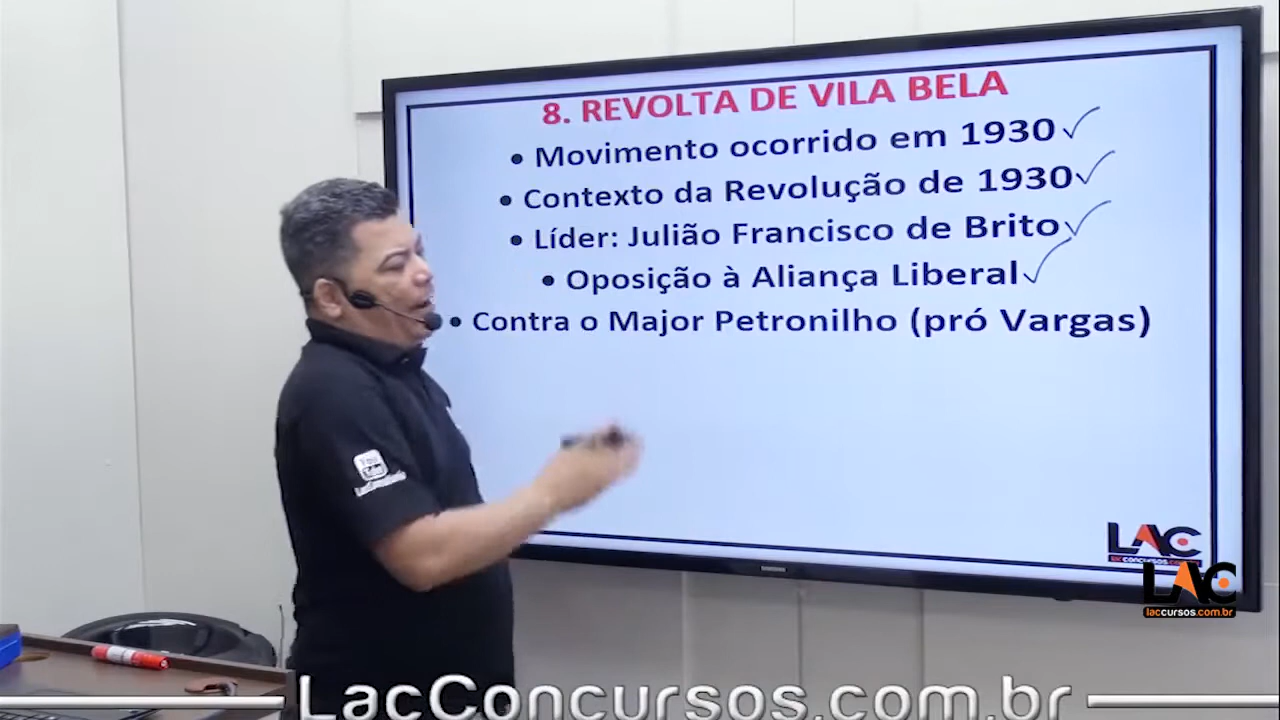 8. REVOLTA DE VILA BELA
• Movimento ocorrido em 1930
• Contexto da Revolução de 1930
• Líder: Julião Francisco de Brito
• Oposição à Aliança Liberal
• Contra o Major Petronilho (pró Vargas)
LAC
LAC
laccursos.com.br
LacConcursos.com.br